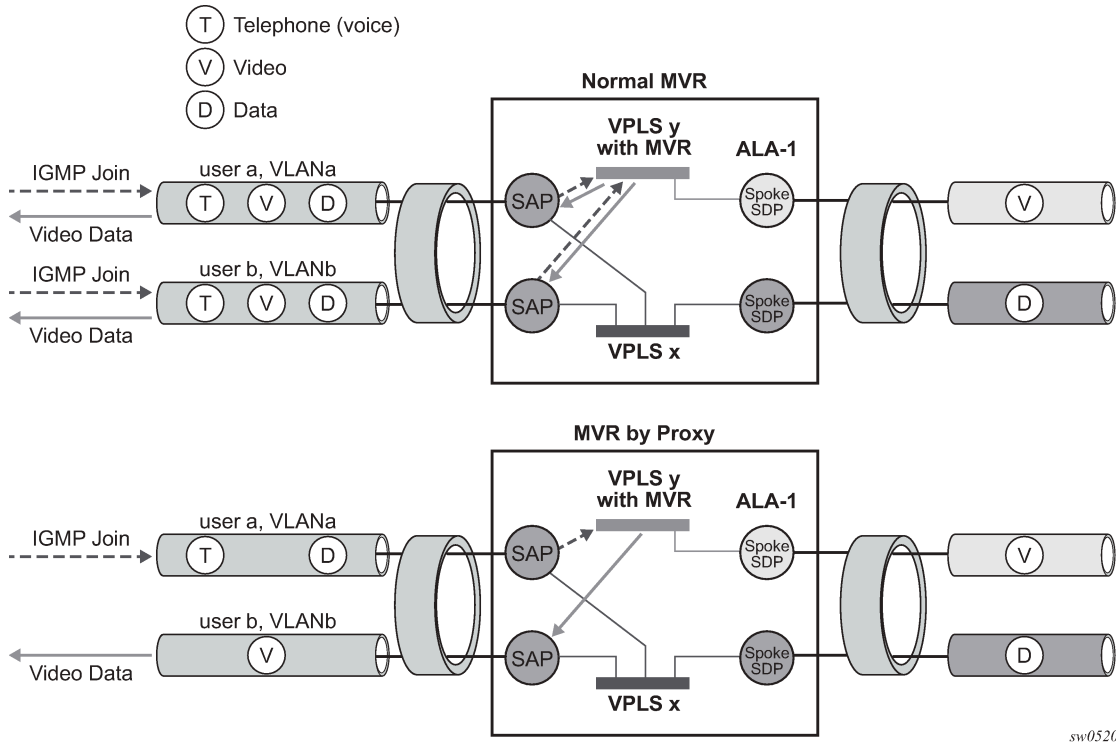 T Telephone (voice)
V Video
D Data
Normal MVR
VPLS y
with MVR
ALA-1
IGMP Join
user a, VLANa
T V D
SAP
Spoke
SDP
V
Video Data
IGMP Join
user b, VLANb
T V D
SAP
Spoke
SDP
D
Video Data
VPLS x
MVR by Proxy
VPLS y
with MVR
ALA-1
IGMP Join
user a, VLANa
T D
SAP
Spoke
SDP
V
user b, VLANb
V
SAP
Spoke
SDP
D
Video Data
VPLS x
sw0520